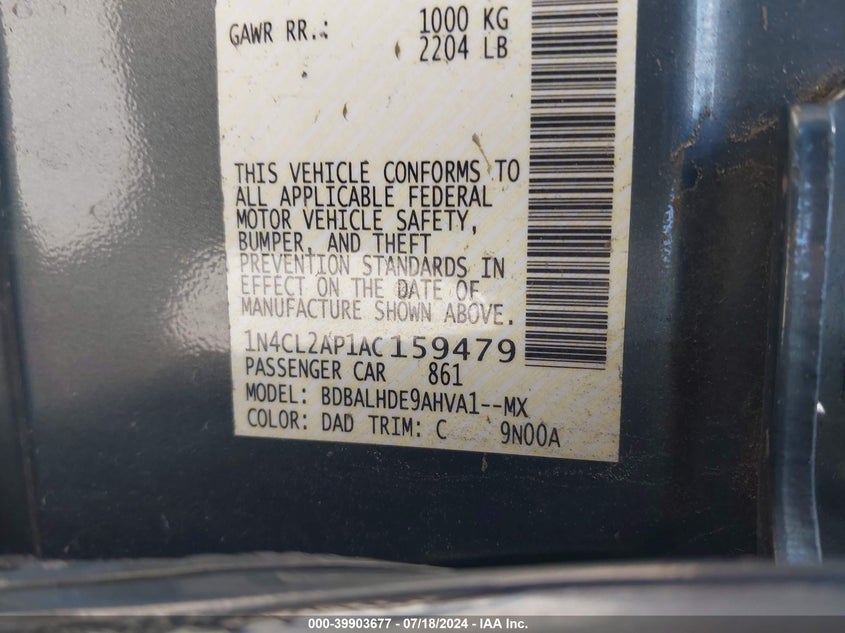 GAWR RR.: 1000 KG
2204 LB
THIS VEHICLE CONFORMS TO
ALL APPLICABLE FEDERAL
MOTOR VEHICLE SAFETY,
BUMPER, AND THEFT
PREVENTION STANDARDS IN
EFFECT ON THE DATE OF
MANUFACTURE SHOWN ABOVE.
1N4CL2AP1AC159479
PASSENGER CAR 861
MODEL: BDBALHDE9AHVA1--MX
COLOR: DAD TRIM: C 9N00A
000-39903677 - 07/18/2024 - IAA Inc.